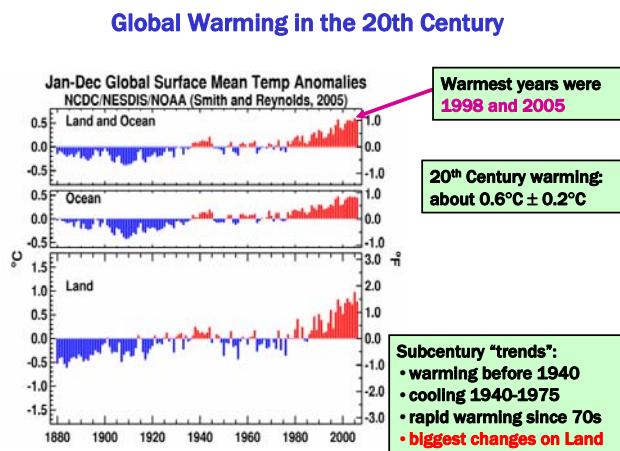 Global Warming in the 20th Century
Jan-Dec Global Surface Mean Temp Anomalies
NCDC/NESDIS/NOAA (Smith and Reynolds, 2005)
Land and Ocean
0.5
0.0
-0.5
1.0
0.0
-1.0
Ocean
0.5
0.0
-0.5
1.0
0.0
-1.0
°C
°F
Land
1.5
1.0
0.5
0.0
-0.5
-1.0
-1.5
3.0
2.0
1.0
0.0
-1.0
-2.0
-3.0
1880 1900 1920 1940 1960 1980 2000
Warmest years were
1998 and 2005
20th Century warming:
about 0.6°C ± 0.2°C
Subcentury “trends”:
• warming before 1940
• cooling 1940-1975
• rapid warming since 70s
• biggest changes on Land